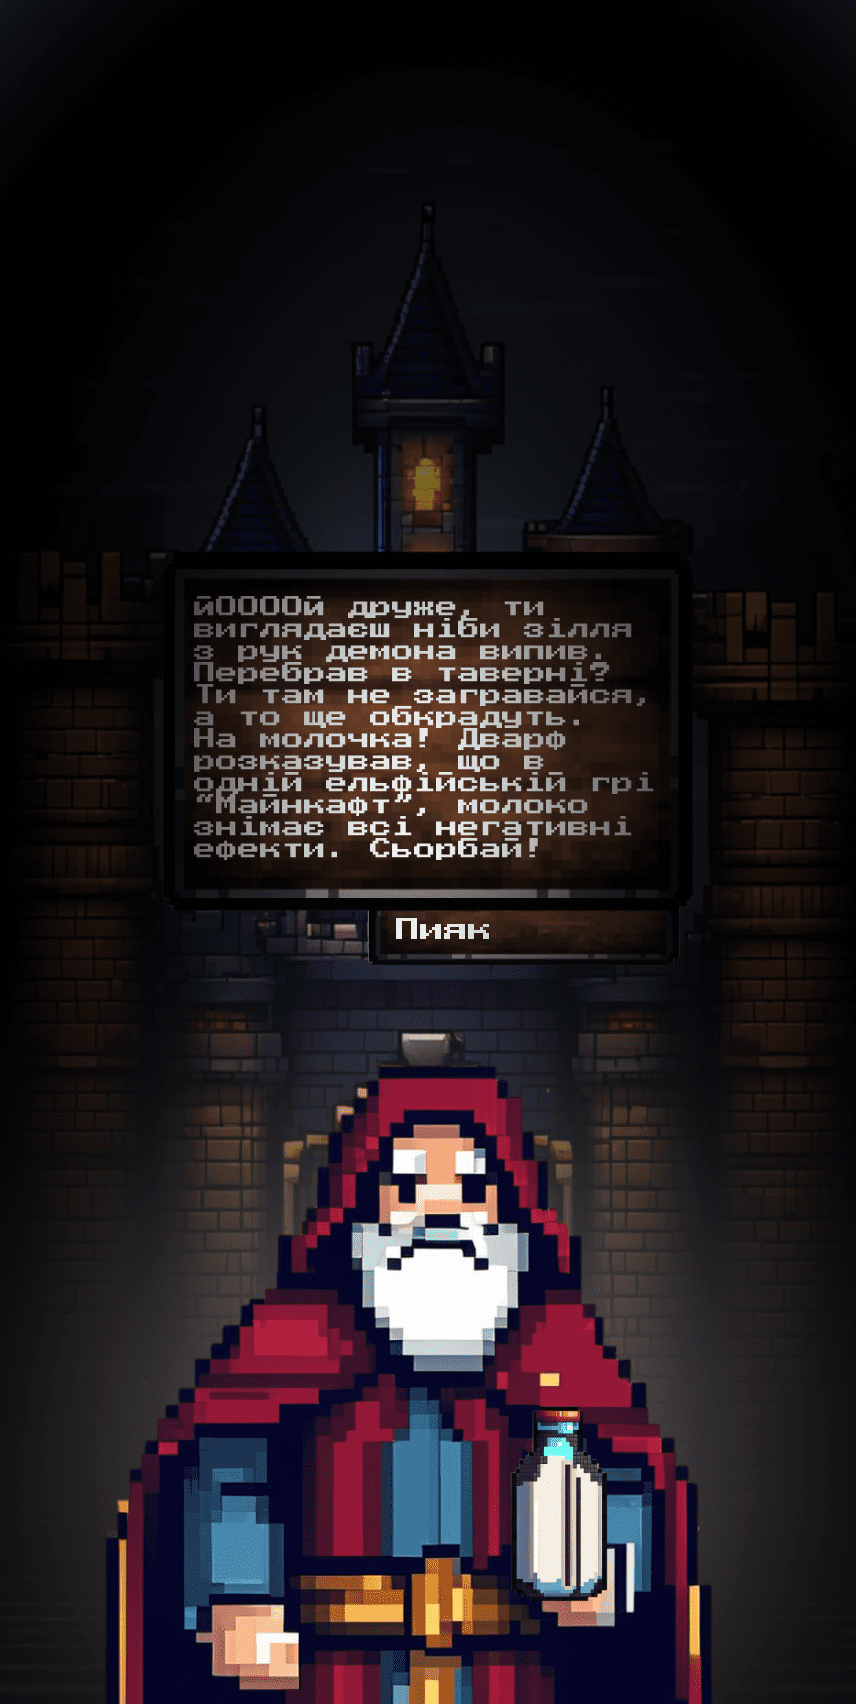 йООООй друже, ти
виглядаєш ніби зілля
з рук демона випив.
Перебрав в таверні?
Ти там не загравайся,
а то ще обкрадуть.
На молочка! Дварф
розказував, що в
одній ельфійській грі
"Майнкафт", молоко
знімає всі негативні
ефекти. Сьорбай!
Пияк